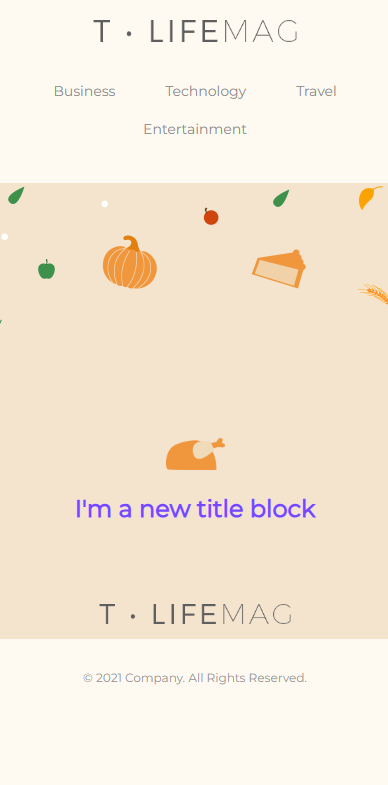 T · LIFEMAG
Business Technology Travel
Entertainment
I'm a new title block
T · LIFEMAG
© 2021 Company. All Rights Reserved.